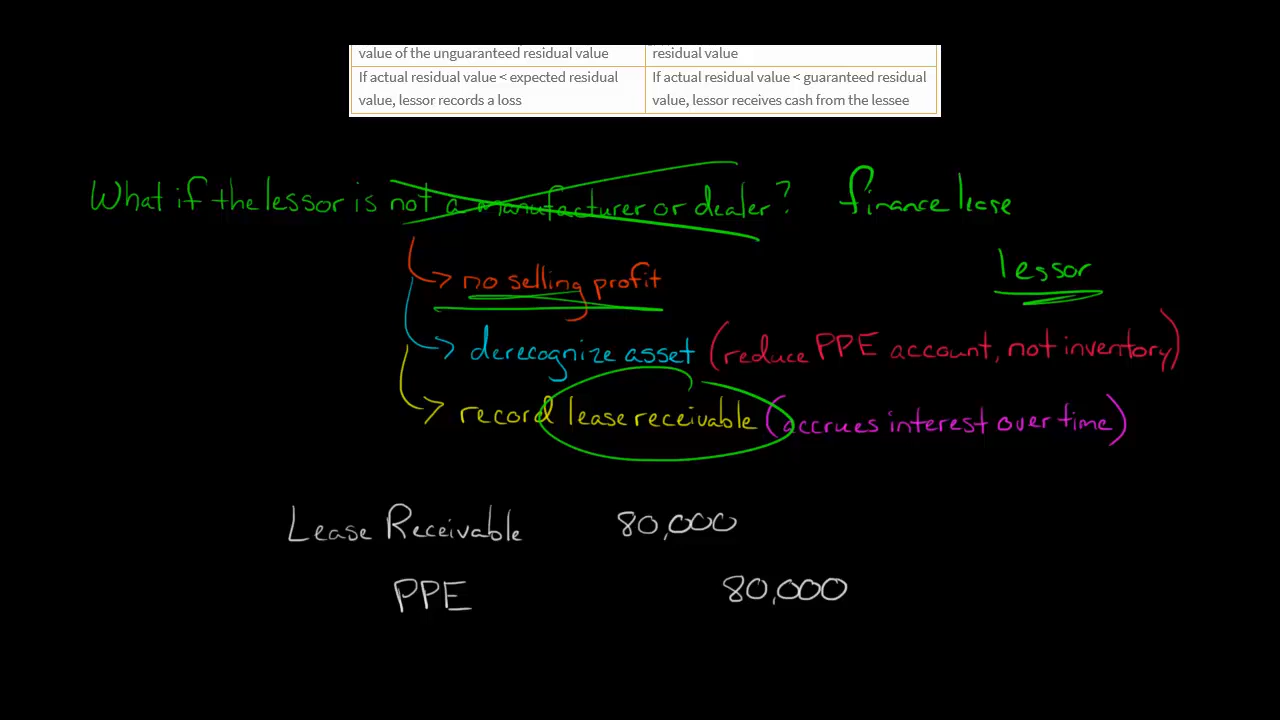 value of the unguaranteed residual value
residual value
If actual residual value < expected residual
value, lessor records a loss
If actual residual value < guaranteed residual
value, lessor receives cash from the lessee
What if the lessor is not a manufacturer or dealer? finance lease
lessor
→ no selling profit
→ derecognize asset (reduce PPE account, not inventory)
→ record lease receivable (accrues interest over time)
Lease Receivable 80,000
PPE 80,000